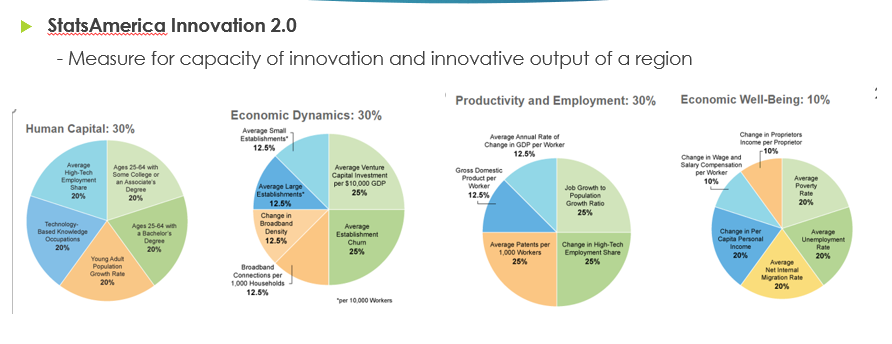 StatsAmerica Innovation 2.0
- Measure for capacity of innovation and innovative output of a region
Human Capital: 30%
Average
High-Tech
Employment
Share
20%
Ages 25-64 with
Some College or
an Associate's
Degree
20%
Technology-
Based Knowledge
Occupations
20%
Ages 25-64 with
a Bachelor's
Degree
20%
Young Adult
Population
Growth Rate
20%
Economic Dynamics: 30%
Average Small
Establishments*
12.5%
Average Venture
Capital Investment
per $10,000 GDP
25%
Average Large
Establishments*
12.5%
Change in
Broadband
Density
12.5%
Average
Establishment
Churn
25%
Broadband
Connections per
1,000 Households
12.5%
*per 10,000 Workers
Productivity and Employment: 30%
Average Annual Rate of
Change in GDP per Worker
12.5%
Gross Domestic
Product per
Worker
12.5%
Job Growth to
Population
Growth Ratio
25%
Average Patents per
1,000 Workers
25%
Change in High-Tech
Employment Share
25%
Economic Well-Being: 10%
Change in Proprietors
Income per Proprietor
10%
Change in Wage and
Salary Compensation
per Worker
10%
Average
Poverty
Rate
20%
Change in Per
Capita Personal
Income
20%
Average
Unemployment
Rate
20%
Average
Net Internal
Migration Rate
20%